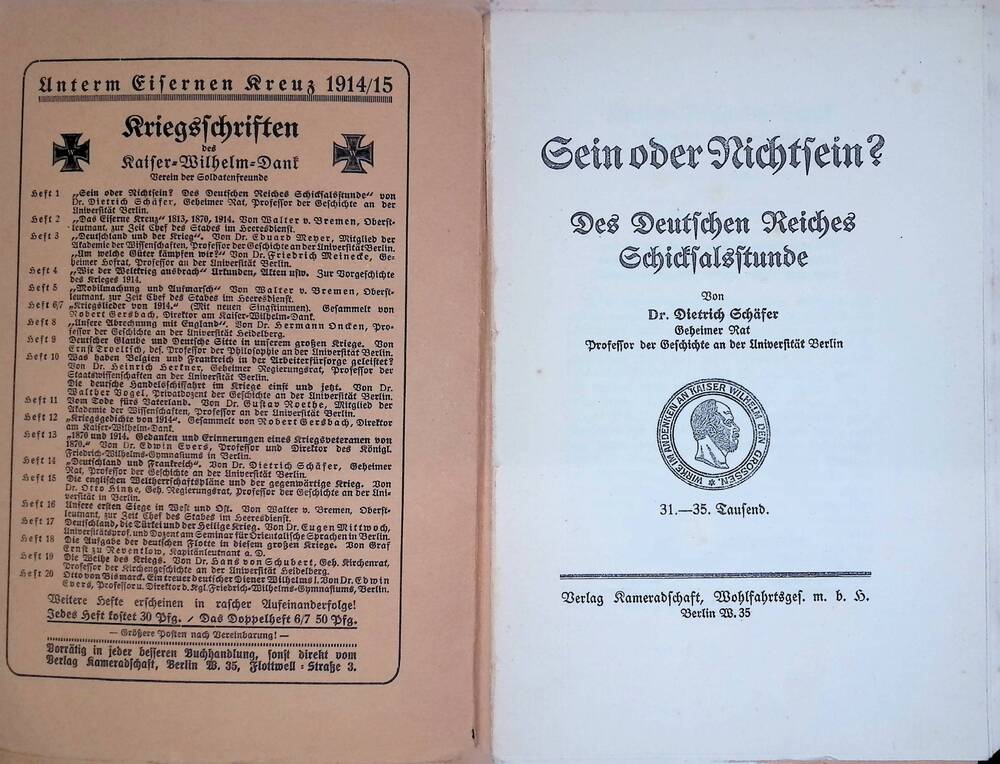 Unterm Eisernen Kreuz 1914/15
Kriegsschriften
des
Kaiser-Wilhelm-Dank
Verein der Soldatenfreunde
Heft 1 „Sein oder Nichtsein? Des Deutschen Reiches Schicksalsstunde“ von
Dr. Dietrich Schäfer, Geheimer Rat, Professor der Geschichte an der
Universität Berlin.
Heft 2 „Das Eiserne Kreuz“ 1813, 1870, 1914. Von Walter v. Bremen, Oberst-
leutnant, zur Zeit Chef des Stabes im Heeresdienst.
Heft 3 „Deutschland und der Krieg“. Von Dr. Eduard Meyer, Mitglied der
Akademie der Wissenschaften, Professor der Geschichte an der Universität Berlin.
„Um welche Güter kämpfen wir?“ Von Dr. Friedrich Meinecke, Ge-
heimer Hofrat, Professor an der Universität Berlin.
Heft 4 „Wie der Weltkrieg ausbrach“ Urkunden, Akten usw. Zur Vorgeschichte
des Krieges 1914.
Heft 5 „Mobilmachung und Aufmarsch“ Von Walter v. Bremen, Oberst-
leutnant, zur Zeit Chef des Stabes im Heeresdienst.
Heft 6/7 „Kriegslieder von 1914.“ (Mit neuen Singstimmen). Gesammelt von
Robert Gersbach, Direktor am Kaiser-Wilhelm-Dank.
Heft 8 „Unsere Abrechnung mit England“. Von Dr. Hermann Oncken, Pro-
fessor der Geschichte an der Universität Heidelberg.
Heft 9 Deutscher Glaube und Deutsche Sitte in unserem großen Kriege. Von
Ernst Troeltsch, des. Professor der Philosophie an der Universität Berlin.
Heft 10 Was haben Belgien und Frankreich in der Arbeiterfürsorge geleistet?
Von Dr. Heinrich Herkner, Geheimer Regierungsrat, Professor der
Staatswissenschaften an der Universität Berlin.
Die deutsche Handelsschiffahrt im Kriege einst und jetzt. Von Dr.
Walther Vogel, Privatdozent der Geschichte an der Universität Berlin.
Heft 11 Vom Tode fürs Vaterland. Von Dr. Gustav Roethe, Mitglied der
Akademie der Wissenschaften, Professor an der Universität Berlin.
Heft 12 „Kriegsgedichte von 1914“. Gesammelt von Robert Gersbach, Direktor
am Kaiser-Wilhelm-Dank.
Heft 13 „1870 und 1914. Gedanken und Erinnerungen eines Kriegsveteranen von
1870.“ Von Dr. Edwin Evers, Professor und Direktor des Königl.
Friedrich-Wilhelms-Gymnasiums in Berlin.
Heft 14 „Deutschland und Frankreich“. Von Dr. Dietrich Schäfer, Geheimer
Rat, Professor der Geschichte an der Universität Berlin.
Heft 15 Die englischen Weltherrschaftspläne und der gegenwärtige Krieg. Von
Dr. Otto Hintze, Geh. Regierungsrat, Professor der Geschichte an der Uni-
versität in Berlin.
Heft 16 Unsere ersten Siege in West und Ost. Von Walter v. Bremen, Oberst-
leutnant, zur Zeit Chef des Stabes im Heeresdienst.
Heft 17 Deutschland, die Türkei und der Heilige Krieg. Von Dr. Eugen Mittwoch,
Universitätsprof. und Dozent am Seminar für Orientalische Sprachen in Berlin.
Heft 18 Die Aufgabe der deutschen Flotte in diesem großen Kriege. Von Graf
Ernst zu Reventlow, Kapitänleutnant a. D.
Heft 19 Die Weihe des Kriegs. Von Dr. Hans von Schubert, Geh. Kirchenrat,
Professor der Kirchengeschichte an der Universität Heidelberg.
Heft 20 Otto von Bismarck. Ein treuer deutscher Diener Wilhelms I. Von Dr. Edwin
Evers, Professor u. Direktor d. Kgl. Friedrich-Wilhelms-Gymnasiums, Berlin.
Weitere Hefte erscheinen in rascher Aufeinanderfolge!
Jedes Heft kostet 30 Pfg. / Das Doppelheft 6/7 50 Pfg.
— Größere Posten nach Vereinbarung! —
Vorrätig in jeder besseren Buchhandlung, sonst direkt vom
Verlag Kameradschaft, Berlin W. 35, Flottwell-Straße 3.
Sein oder Nichtsein?
Des Deutschen Reiches
Schicksalsstunde
Von
Dr. Dietrich Schäfer
Geheimer Rat
Professor der Geschichte an der Universität Berlin
WIRKE IM ANDENKEN AN KAISER WILHELM DEN GROSSEN.
31.—35. Tausend.
Verlag Kameradschaft, Wohlfahrtsges. m. b. H.
Berlin W. 35